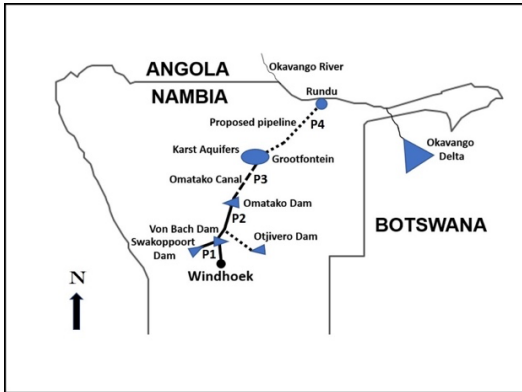 Okavango River
ANGOLA
NAMBIA
Rundu
Proposed pipeline
P4
Karst Aquifers
Grootfontein
Okavango
Delta
Omatako Canal
P3
Omatako Dam
P2
BOTSWANA
Von Bach Dam
Swakoppoort
Dam
P1
Otjivero Dam
Windhoek
N